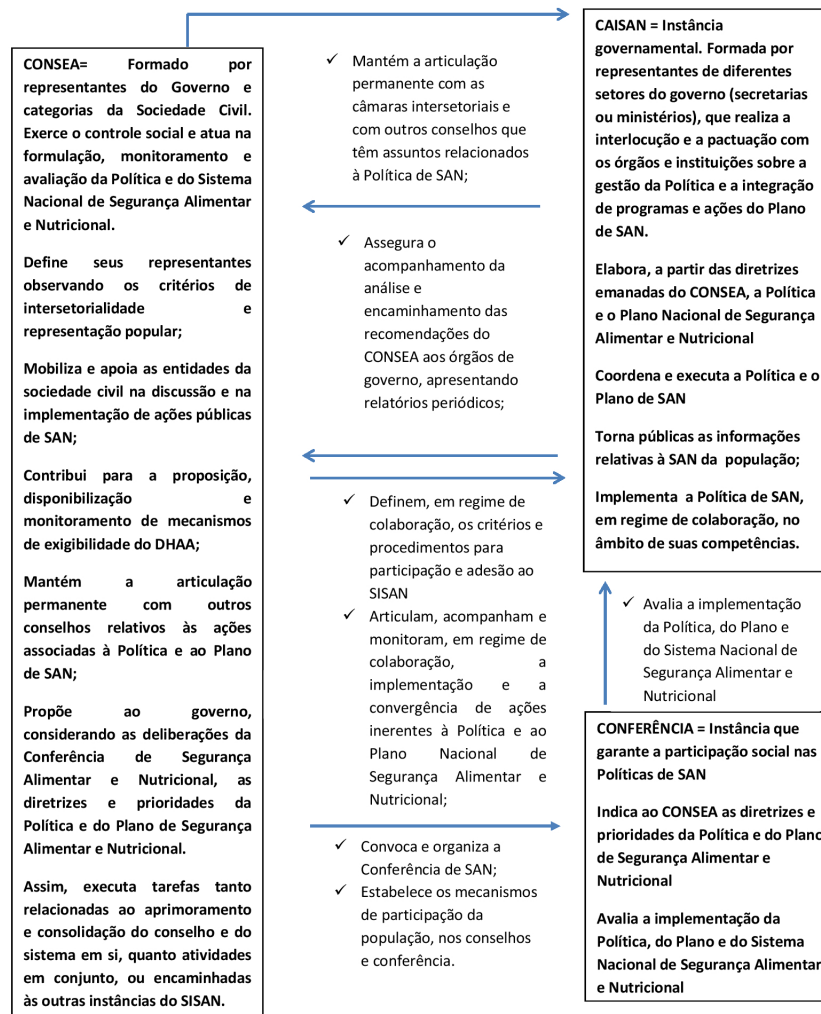 CONSEA= Formado por
representantes do Governo e
categorias da Sociedade Civil.
Exerce o controle social e atua na
formulação, monitoramento e
avaliação da Política e do Sistema
Nacional de Segurança Alimentar
e Nutricional.
Define seus representantes
observando os critérios de
intersetorialidade e
representação popular;
Mobiliza e apoia as entidades da
sociedade civil na discussão e na
implementação de ações públicas
de SAN;
Contribui para a proposição,
disponibilização e
monitoramento de mecanismos
de exigibilidade do DHAA;
Mantém a articulação
permanente com outros
conselhos relativos às ações
associadas à Política e ao Plano
de SAN;
Propõe ao governo,
considerando as deliberações da
Conferência de Segurança
Alimentar e Nutricional, as
diretrizes e prioridades da
Política e do Plano de Segurança
Alimentar e Nutricional.
Assim, executa tarefas tanto
relacionadas ao aprimoramento
e consolidação do conselho e do
sistema em si, quanto atividades
em conjunto, ou encaminhadas
às outras instâncias do SISAN.
✓ Mantém a articulação
permanente com as
câmaras intersetoriais e
com outros conselhos que
têm assuntos relacionados
à Política de SAN;
✓ Assegura o
acompanhamento da
análise e
encaminhamento das
recomendações do
CONSEA aos órgãos de
governo, apresentando
relatórios periódicos;
✓ Definem, em regime de
colaboração, os critérios e
procedimentos para
participação e adesão ao
SISAN
✓ Articulam, acompanham e
monitoram, em regime de
colaboração, a
implementação e a
convergência de ações
inerentes à Política e ao
Plano Nacional de
Segurança Alimentar e
Nutricional;
✓ Convoca e organiza a
Conferência de SAN;
✓ Estabelece os mecanismos
de participação da
população, nos conselhos
e conferência.
CAISAN = Instância
governamental. Formada por
representantes de diferentes
setores do governo (secretarias
ou ministérios), que realiza a
interlocução e a pactuação com
os órgãos e instituições sobre a
gestão da Política e a integração
de programas e ações do Plano
de SAN.
Elabora, a partir das diretrizes
emanadas do CONSEA, a Política
e o Plano Nacional de Segurança
Alimentar e Nutricional
Coordena e executa a Política e o
Plano de SAN
Torna públicas as informações
relativas à SAN da população;
Implementa a Política de SAN,
em regime de colaboração, no
âmbito de suas competências.
✓ Avalia a implementação
da Política, do Plano e
do Sistema Nacional de
Segurança Alimentar e
Nutricional
CONFERÊNCIA = Instância que
garante a participação social nas
Políticas de SAN
Indica ao CONSEA as diretrizes e
prioridades da Política e do Plano
de Segurança Alimentar e
Nutricional
Avalia a implementação da
Política, do Plano e do Sistema
Nacional de Segurança Alimentar
e Nutricional